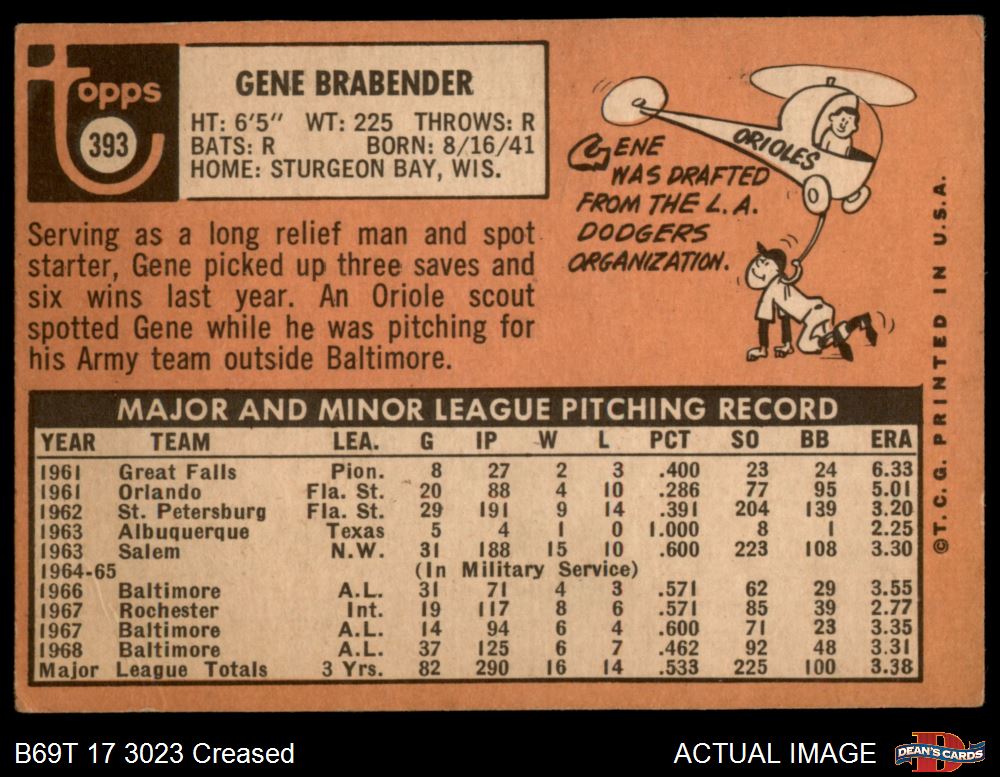 topps
393
GENE BRABENDER
HT: 6'5" WT: 225 THROWS: R
BATS: R BORN: 8/16/41
HOME: STURGEON BAY, WIS.
Serving as a long relief man and spot
starter, Gene picked up three saves and
six wins last year. An Oriole scout
spotted Gene while he was pitching for
his Army team outside Baltimore.
ORIOLES
GENE
WAS DRAFTED
FROM THE L.A.
DODGERS
ORGANIZATION.
©T.C.G. PRINTED IN U.S.A.
MAJOR AND MINOR LEAGUE PITCHING RECORD
YEAR TEAM LEA. G IP W L PCT SO BB ERA
1961 Great Falls Pion. 8 27 2 3 .400 23 24 6.33
1961 Orlando Fla. St. 20 88 4 10 .286 77 95 5.01
1962 St. Petersburg Fla. St. 29 191 9 14 .391 204 139 3.20
1963 Albuquerque Texas 5 4 1 0 1.000 8 1 2.25
1963 Salem N.W. 31 188 15 10 .600 223 108 3.30
1964-65 (In Military Service)
1966 Baltimore A.L. 31 71 4 3 .571 62 29 3.55
1967 Rochester Int. 19 117 8 6 .571 85 39 2.77
1967 Baltimore A.L. 14 94 6 4 .600 71 23 3.35
1968 Baltimore A.L. 37 125 6 7 .462 92 48 3.31
Major League Totals 3 Yrs. 82 290 16 14 .533 225 100 3.38
B69T 17 3023 Creased
ACTUAL IMAGE
D
DEAN'S CARDS